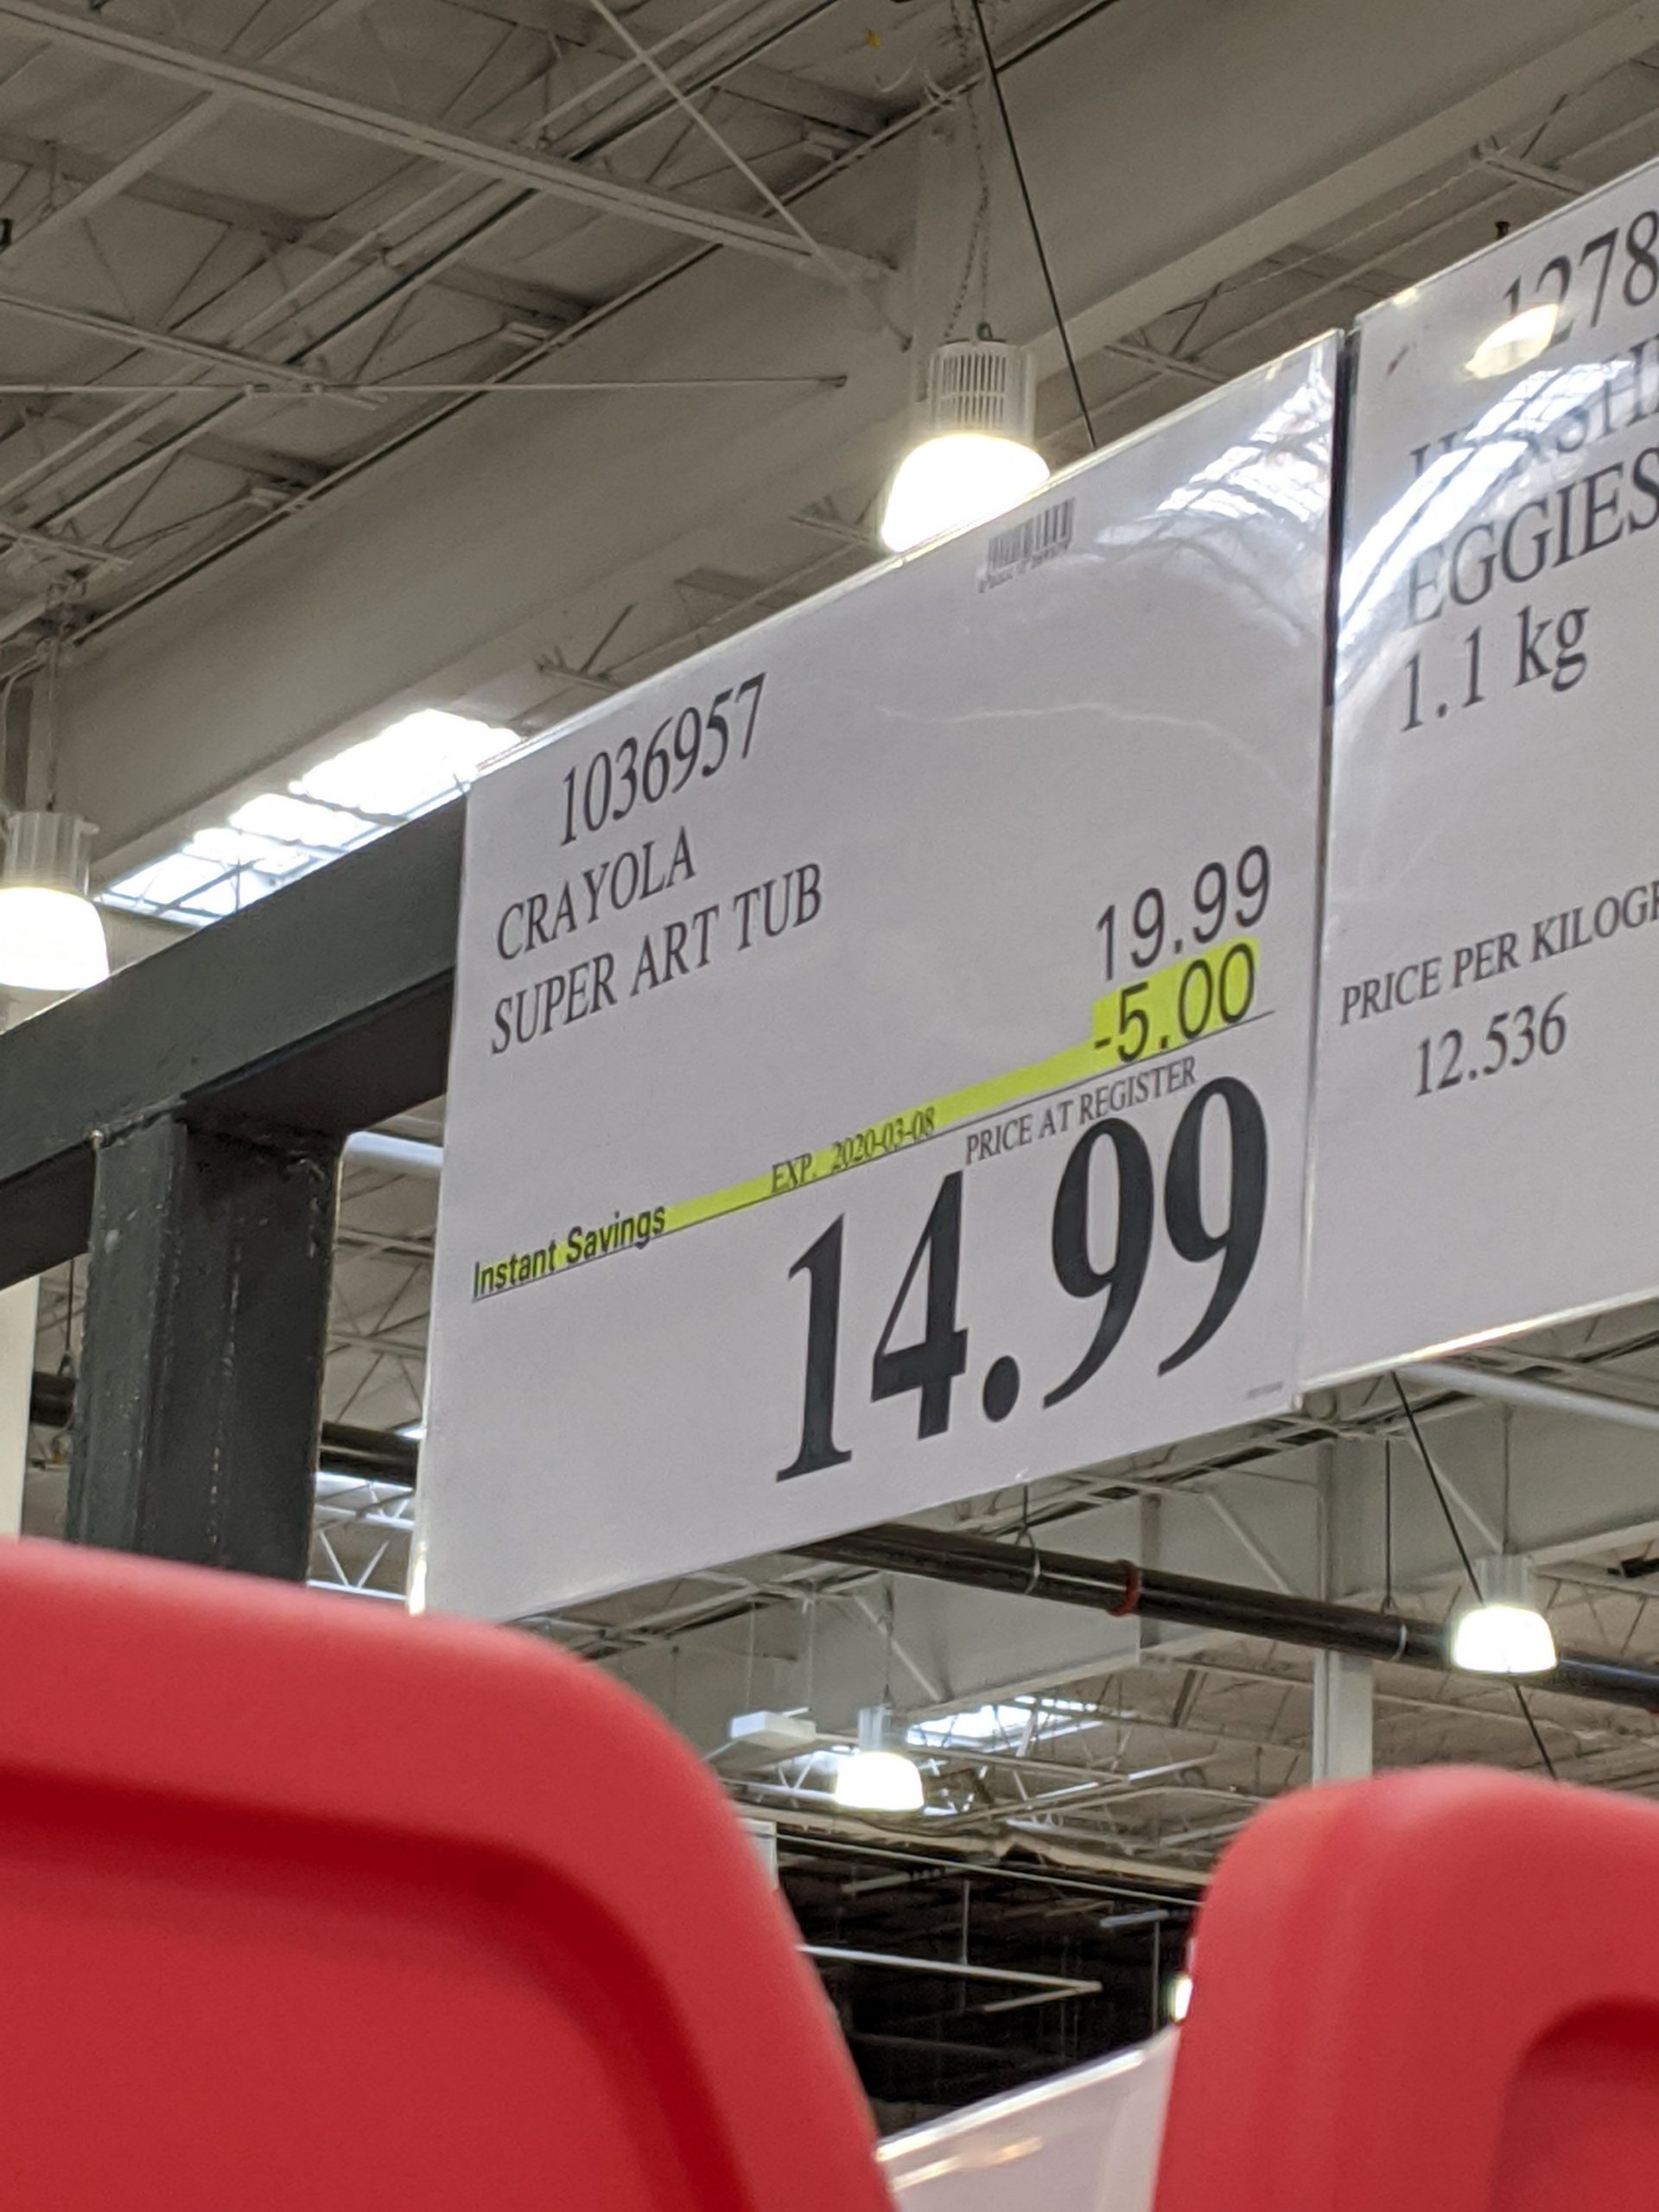 1036957
CRAYOLA
SUPER ART TUB
19.99
-5.00
Instant Savings EXP. 2020-03-08
PRICE AT REGISTER
14.99
1278
EGGIES
1.1 kg
PRICE PER
12.536